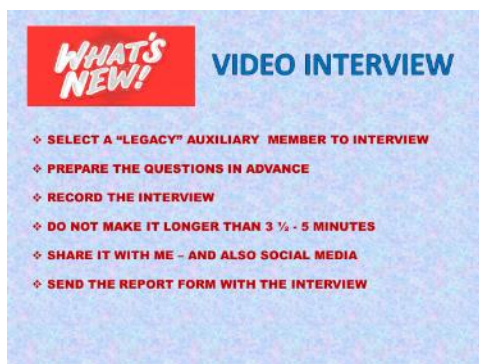 WHAT'S
NEW!
VIDEO INTERVIEW
❖ SELECT A “LEGACY” AUXILIARY MEMBER TO INTERVIEW
❖ PREPARE THE QUESTIONS IN ADVANCE
❖ RECORD THE INTERVIEW
❖ DO NOT MAKE IT LONGER THAN 3 ½ - 5 MINUTES
❖ SHARE IT WITH ME – AND ALSO SOCIAL MEDIA
❖ SEND THE REPORT FORM WITH THE INTERVIEW